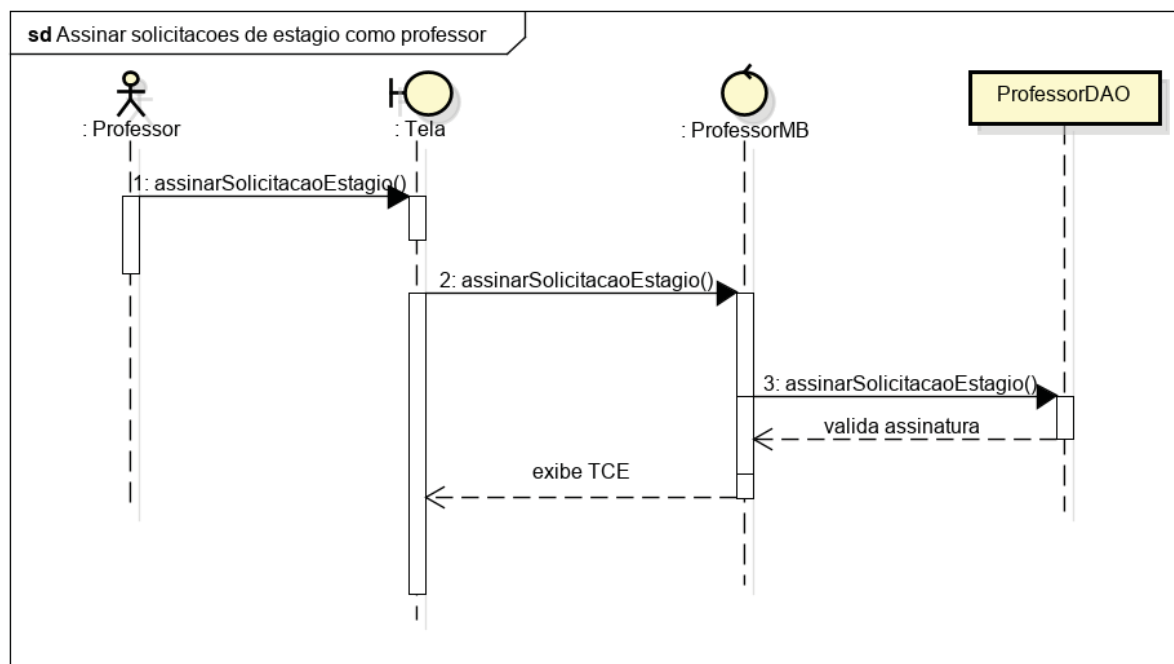 sd Assinar solicitacoes de estagio como professor
: Professor
: Tela
: ProfessorMB
ProfessorDAO
1: assinarSolicitacaoEstagio()
2: assinarSolicitacaoEstagio()
3: assinarSolicitacaoEstagio()
valida assinatura
exibe TCE